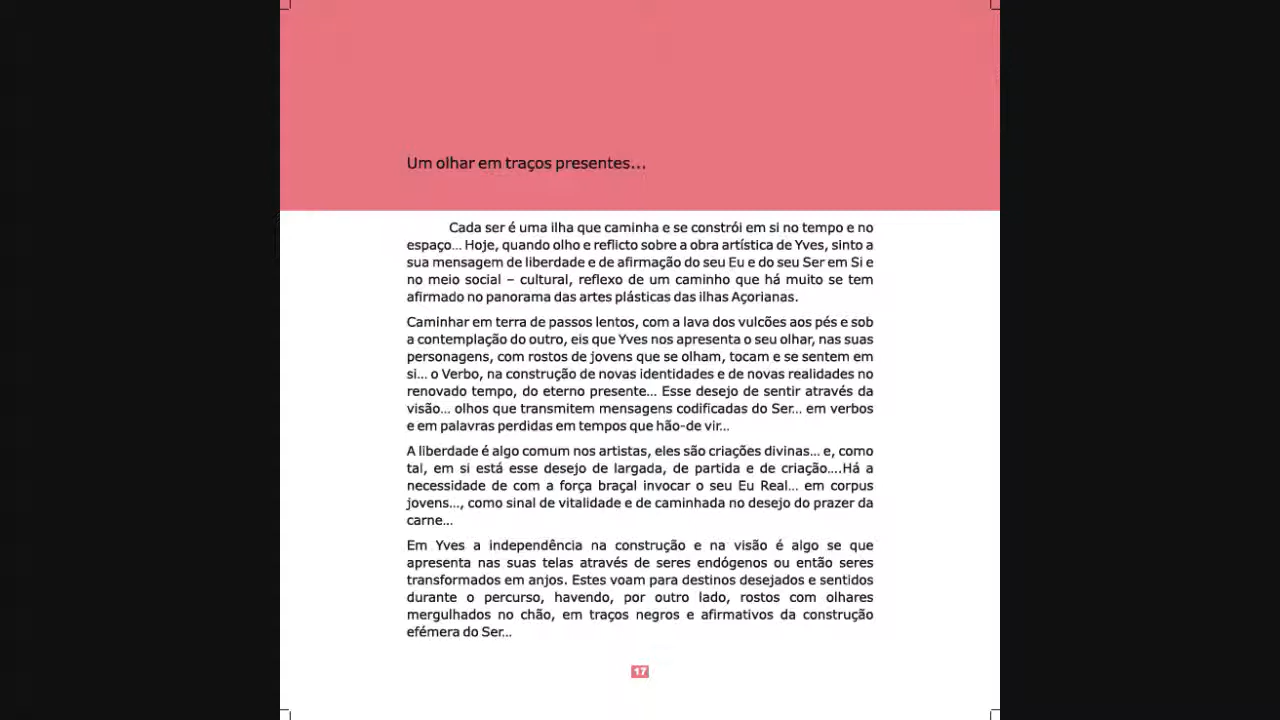 Um olhar em traços presentes...
Cada ser é uma ilha que caminha e se constrói em si no tempo e no
espaço... Hoje, quando olho e reflicto sobre a obra artística de Yves, sinto a
sua mensagem de liberdade e de afirmação do seu Eu e do seu Ser em Si e
no meio social – cultural, reflexo de um caminho que há muito se tem
afirmado no panorama das artes plásticas das ilhas Açorianas.
Caminhar em terra de passos lentos, com a lava dos vulcões aos pés e sob
a contemplação do outro, eis que Yves nos apresenta o seu olhar, nas suas
personagens, com rostos de jovens que se olham, tocam e se sentem em
si... o Verbo, na construção de novas identidades e de novas realidades no
renovado tempo, do eterno presente... Esse desejo de sentir através da
visão... olhos que transmitem mensagens codificadas do Ser... em verbos
e em palavras perdidas em tempos que hão-de vir...
A liberdade é algo comum nos artistas, eles são criações divinas... e, como
tal, em si está esse desejo de largada, de partida e de criação....Há a
necessidade de com a força braçal invocar o seu Eu Real... em corpus
jovens..., como sinal de vitalidade e de caminhada no desejo do prazer da
carne...
Em Yves a independência na construção e na visão é algo se que
apresenta nas suas telas através de seres endógenos ou então seres
transformados em anjos. Estes voam para destinos desejados e sentidos
durante o percurso, havendo, por outro lado, rostos com olhares
mergulhados no chão, em traços negros e afirmativos da construção
efémera do Ser...
17